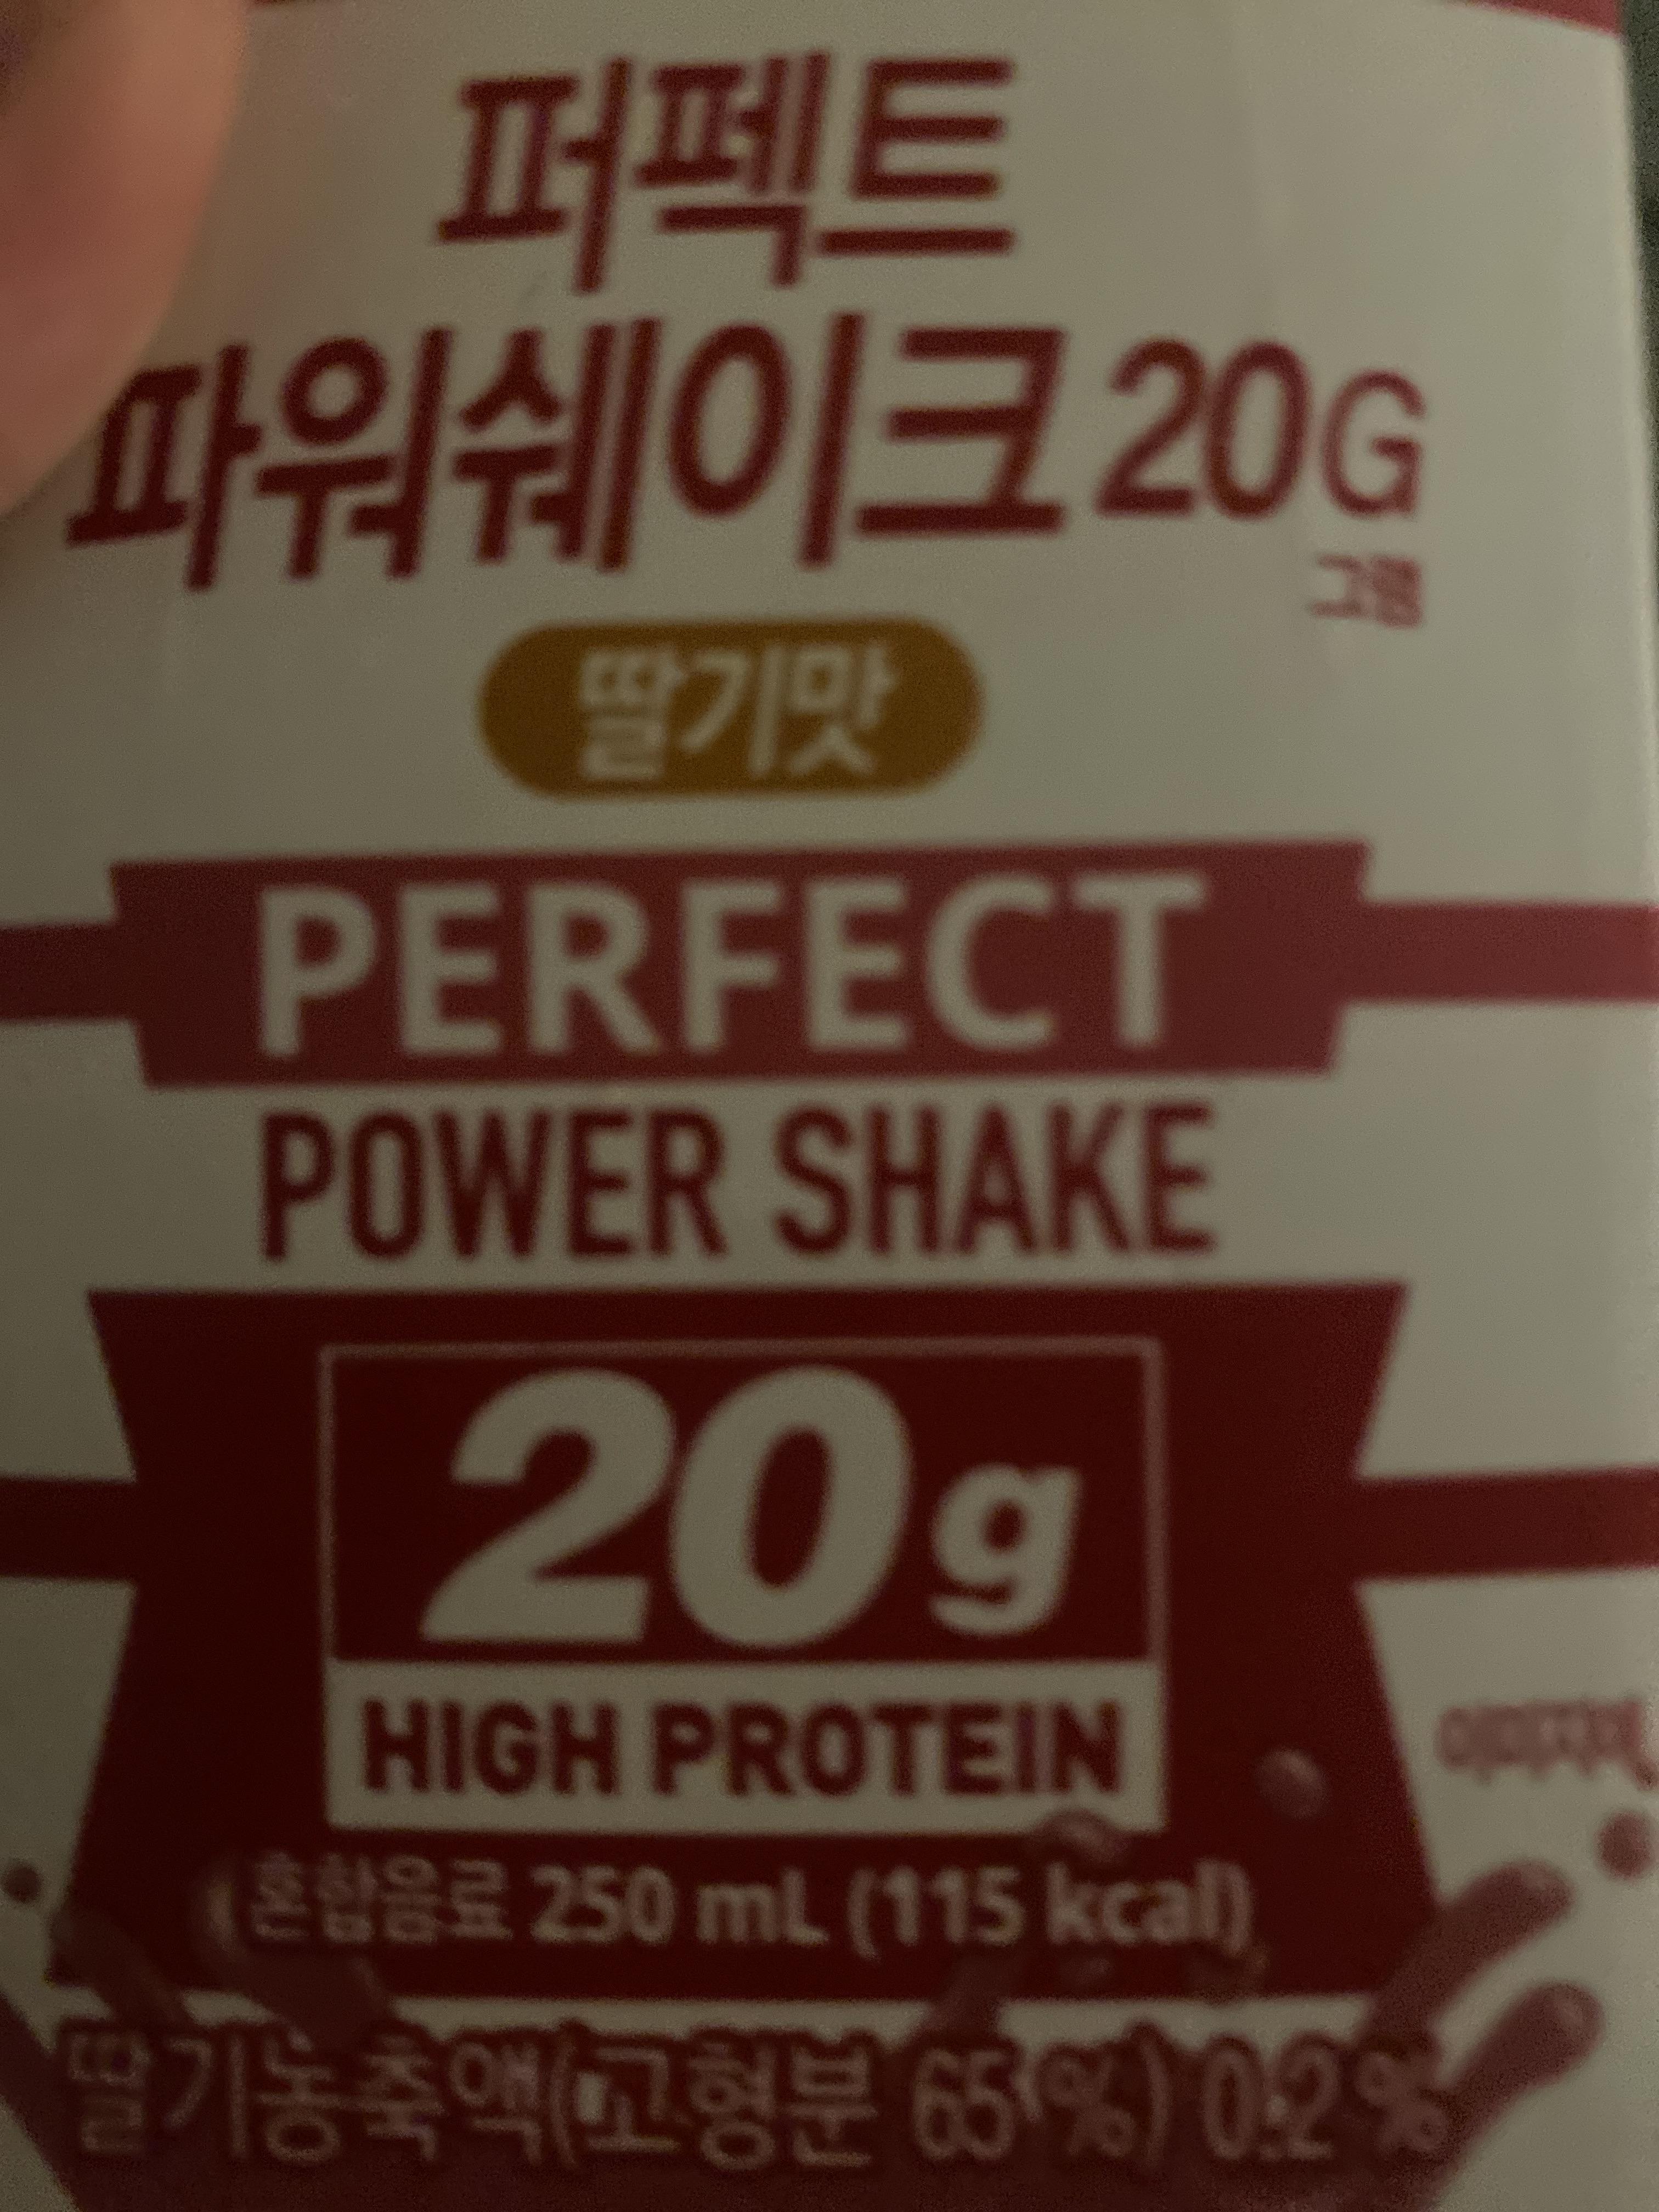 퍼펙트
파워쉐이크 20G
그램
딸기맛
PERFECT
POWER SHAKE
20g
HIGH PROTEIN
혼합음료 250 mL (115 kcal)
딸기농축액(고형분 65%) 0.2%